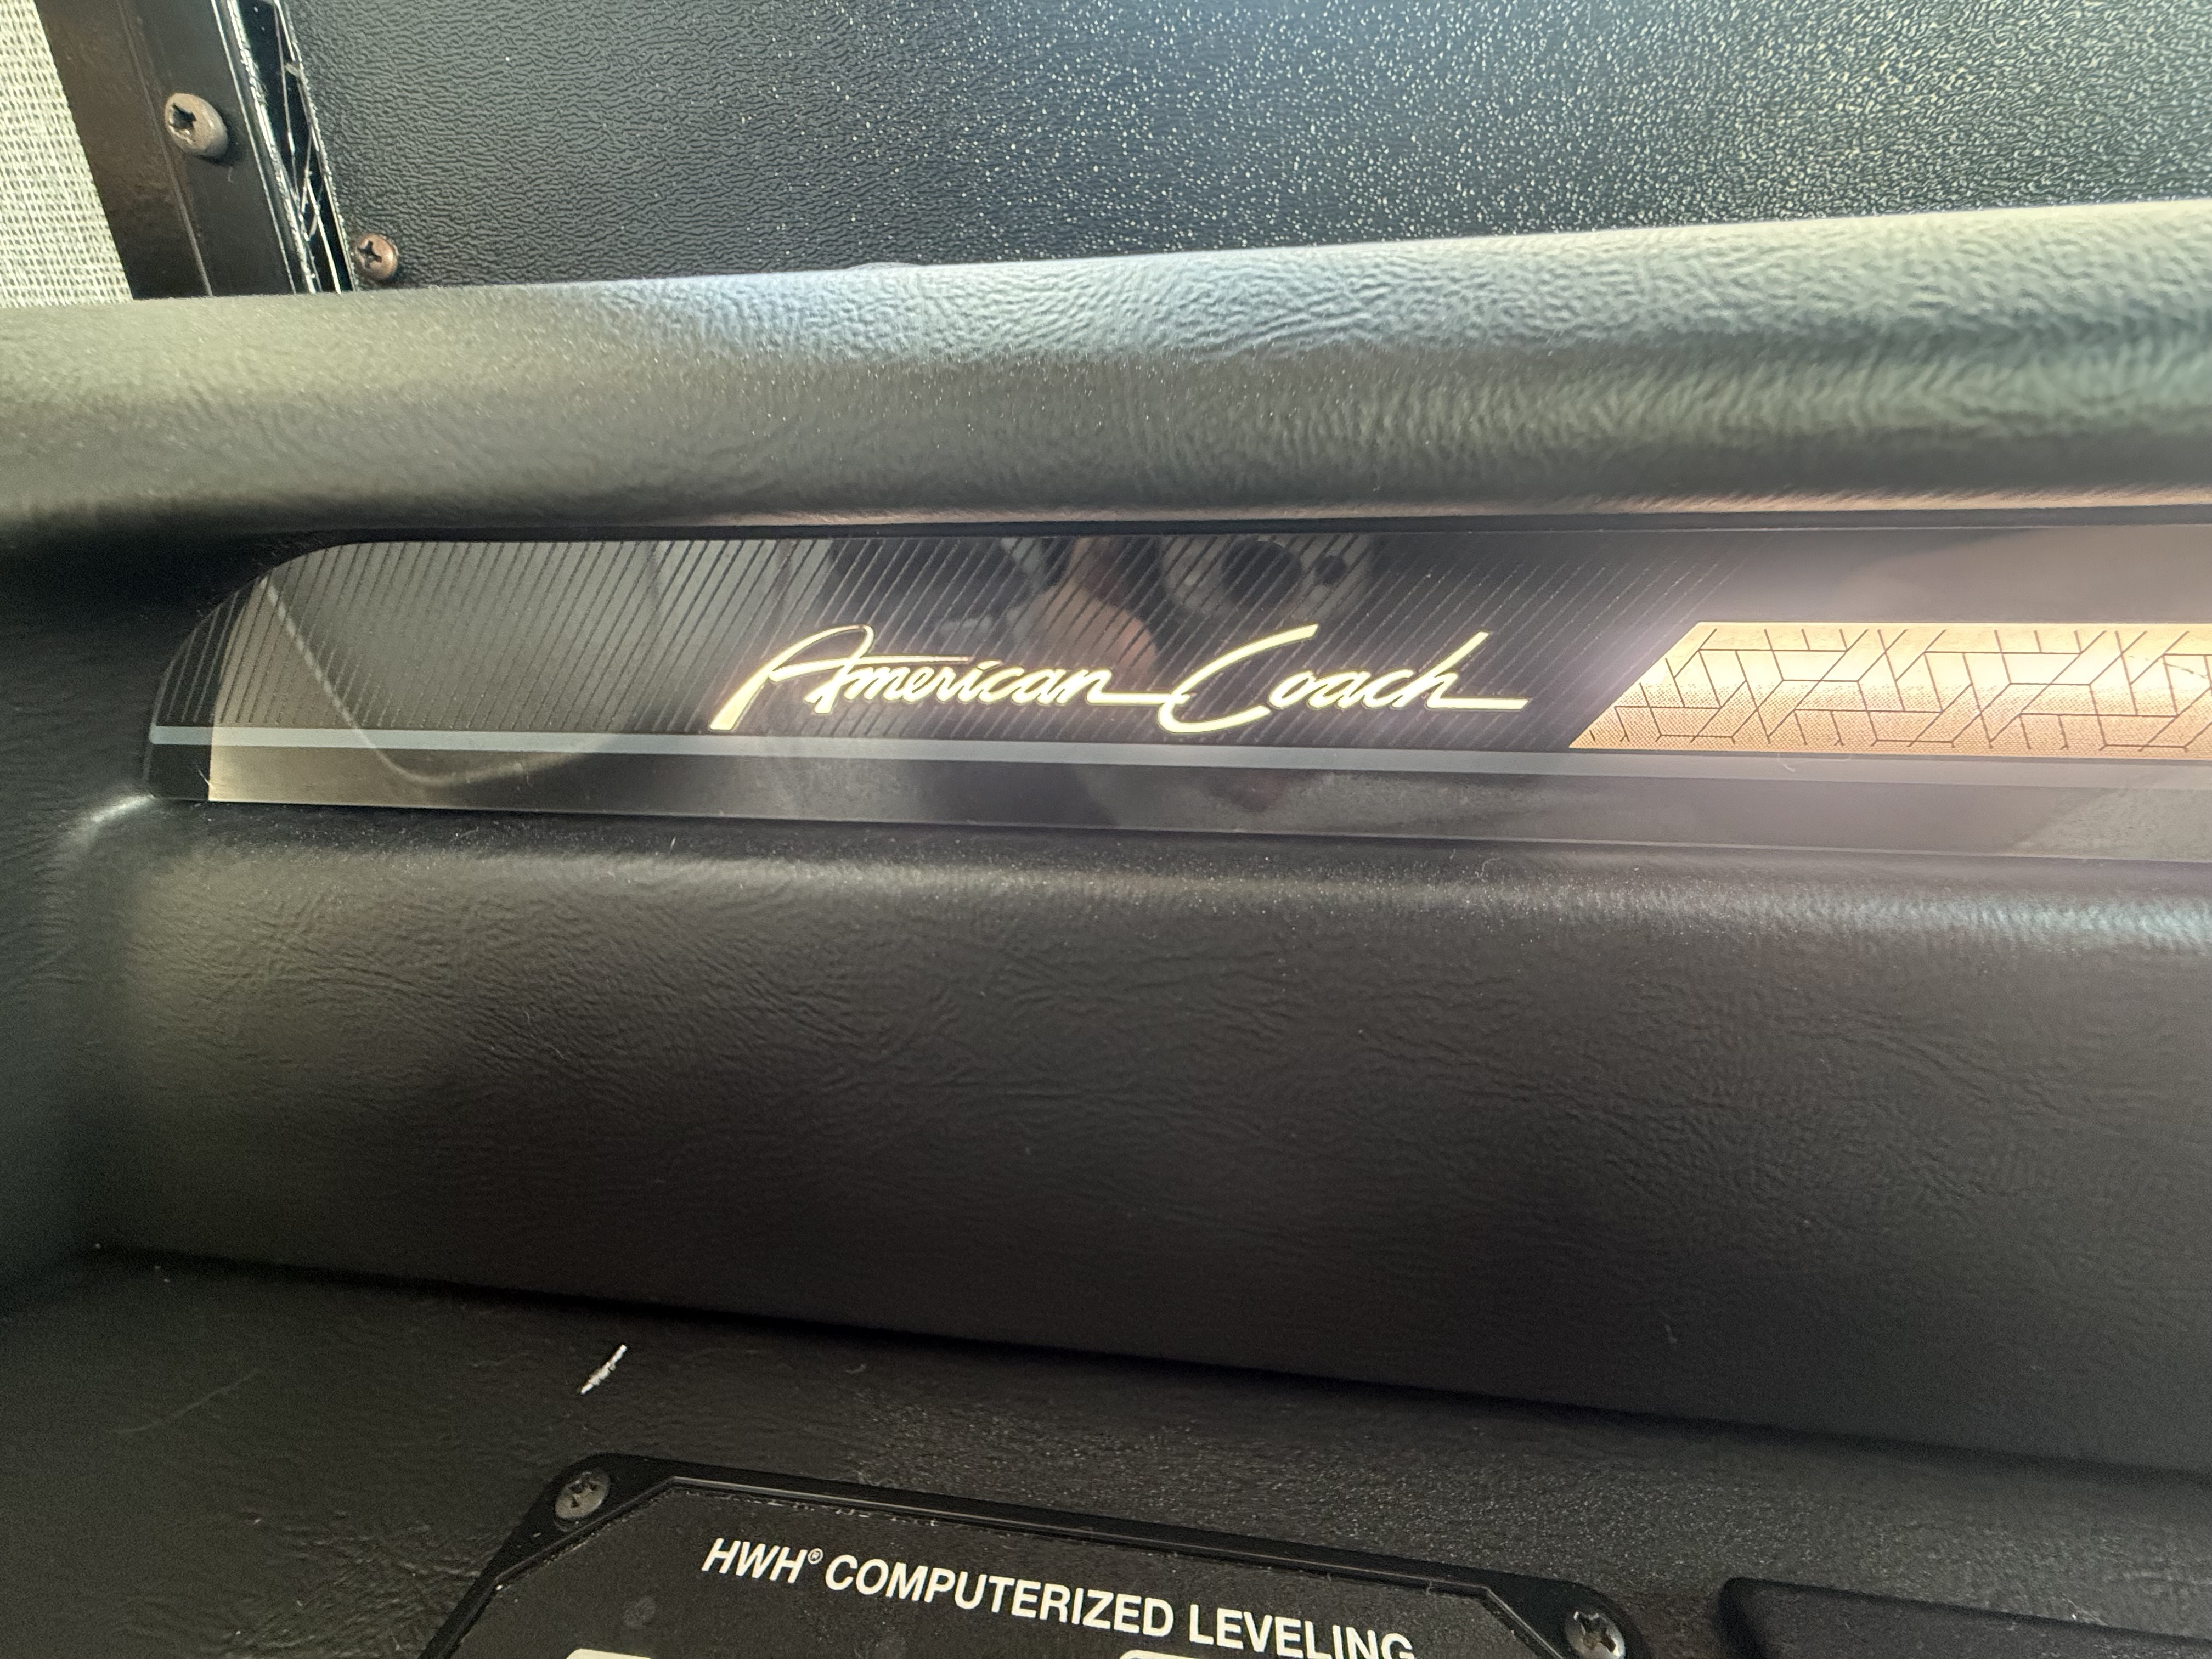 American Coach
HWH® COMPUTERIZED LEVELING